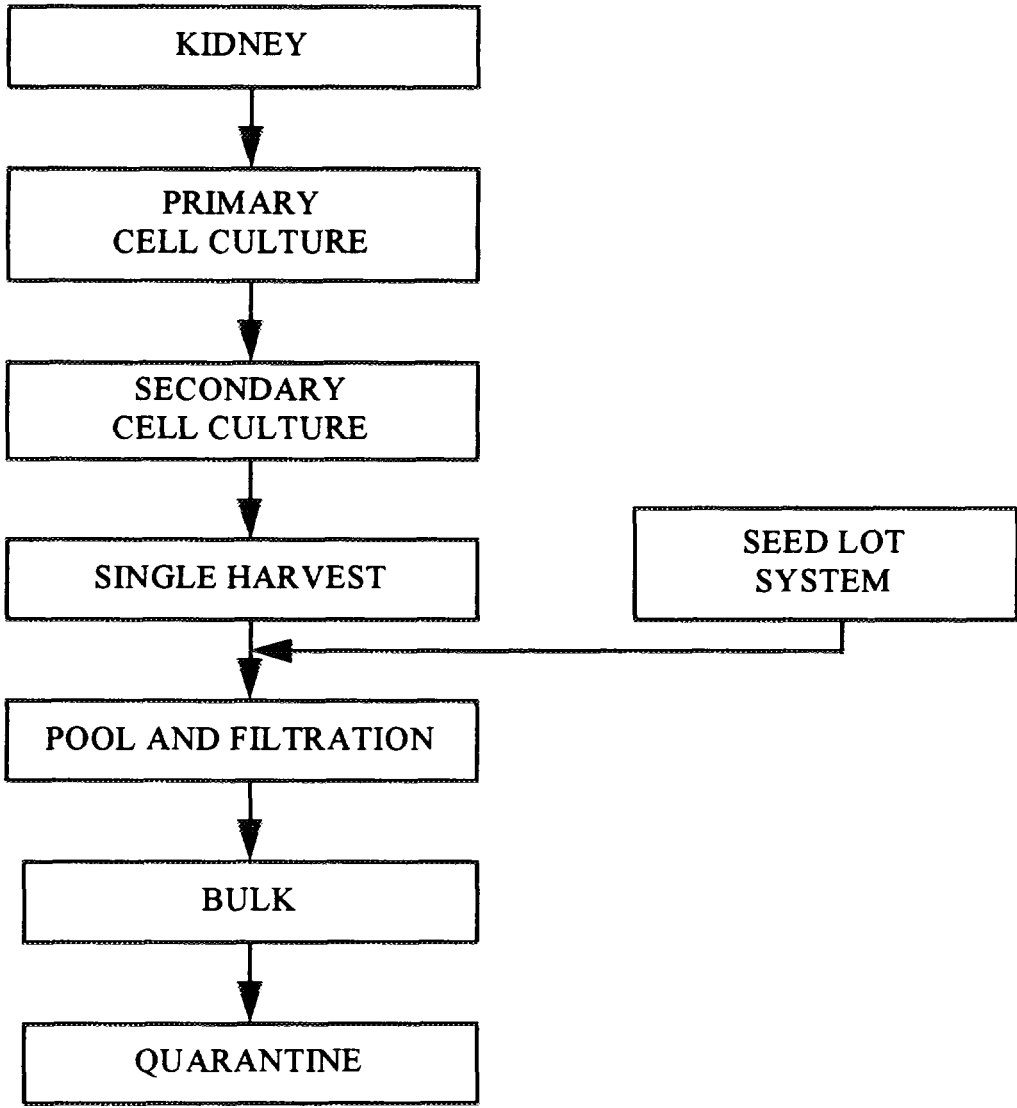 KIDNEY
PRIMARY
CELL CULTURE
SECONDARY
CELL CULTURE
SINGLE HARVEST
SEED LOT
SYSTEM
POOL AND FILTRATION
BULK
QUARANTINE